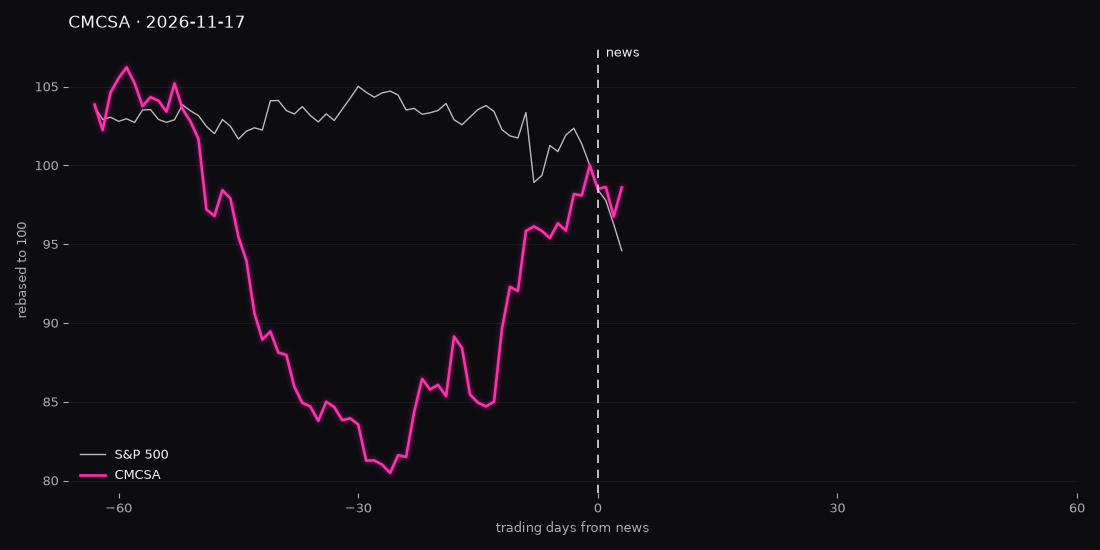 CMCSA · 2026-11-17
news
105
100
95
90
85
80
rebased to 100
S&P 500
CMCSA
−60
−30
0
30
60
trading days from news